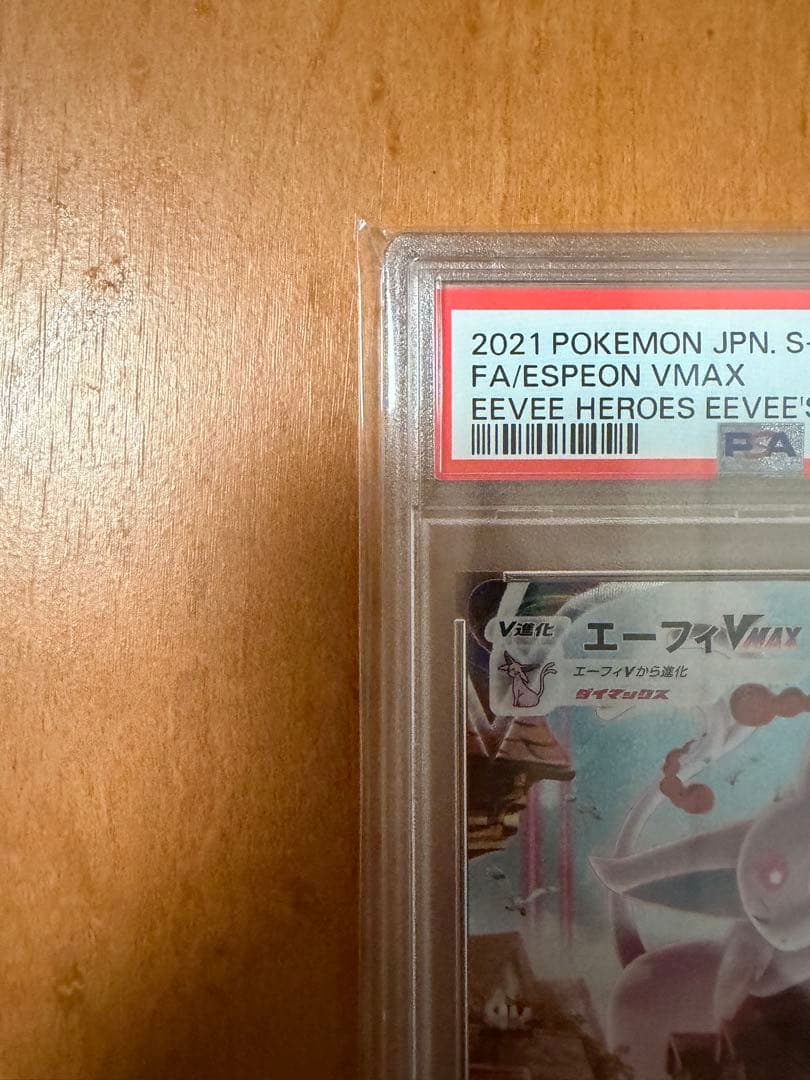 2021 POKEMON JPN. S-
FA/ESPEON VMAX
EEVEE HEROES EEVEE'S
PSA
V進化 エーフィVMAX
エーフィVから進化
ダイマックス